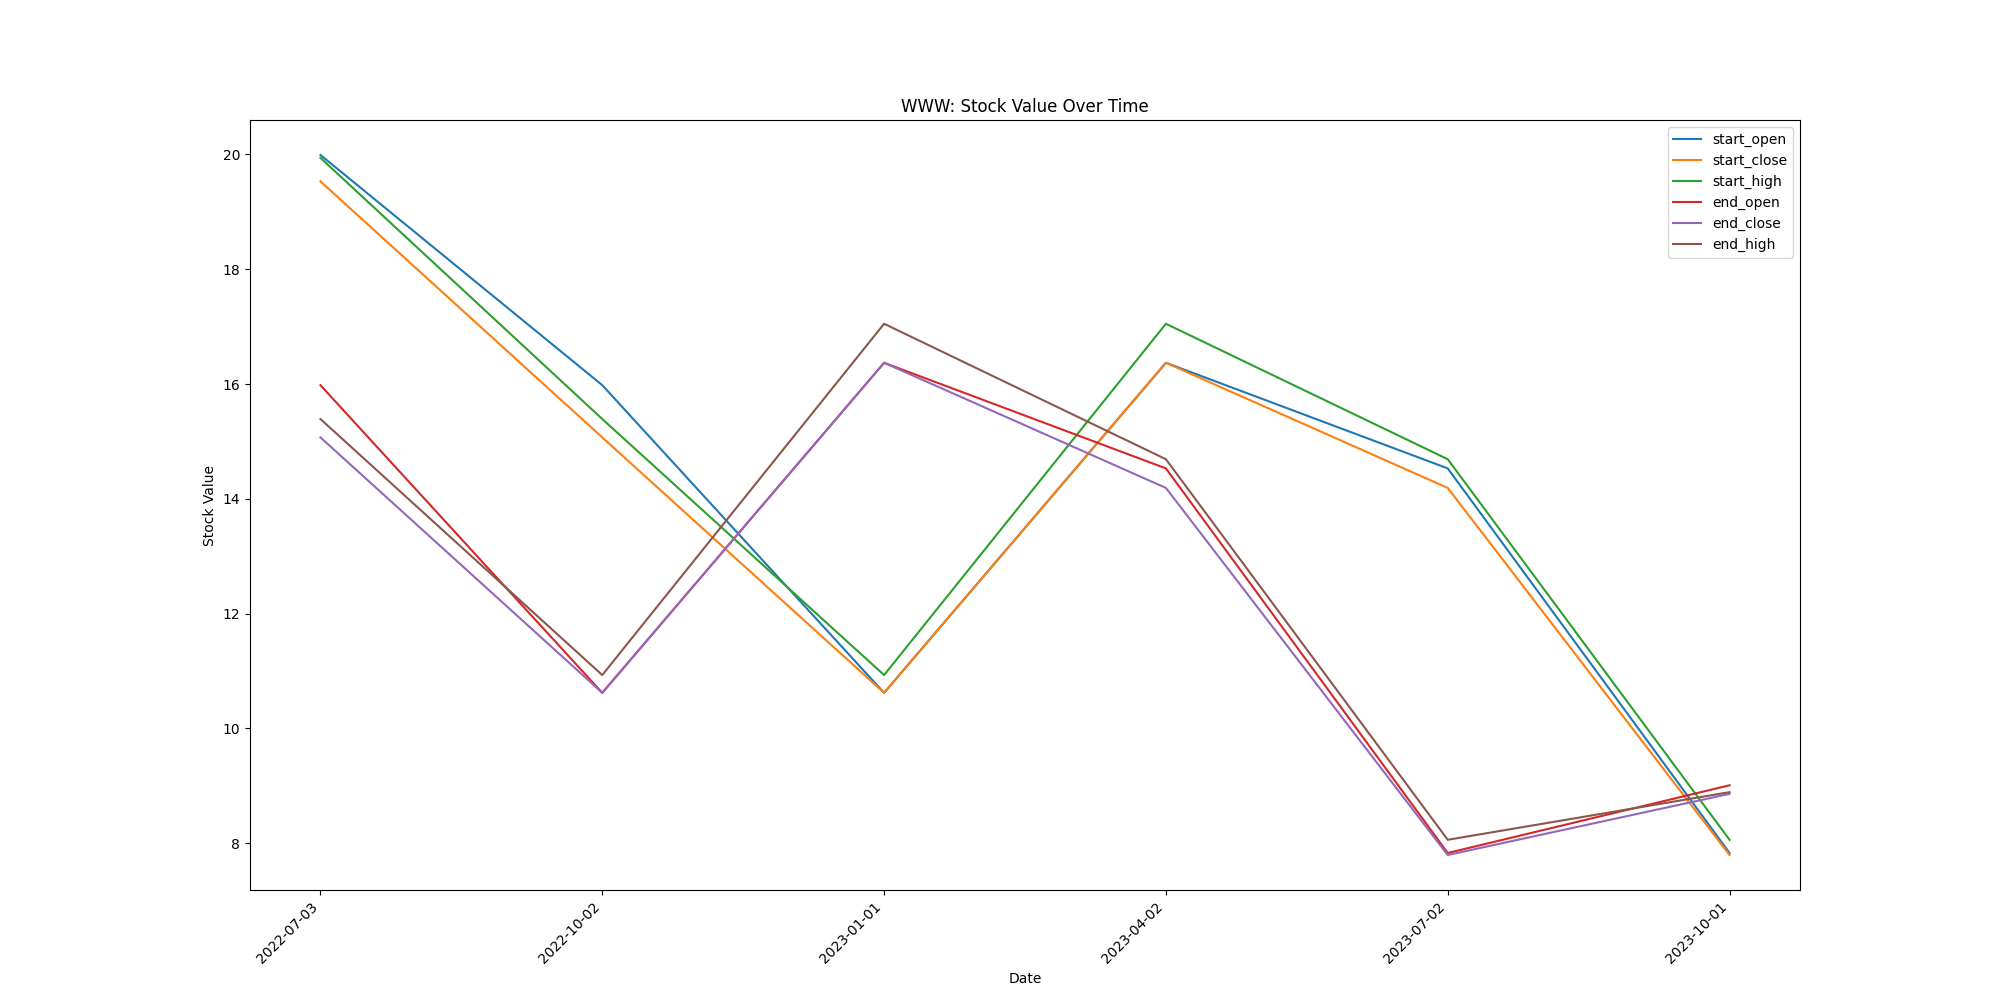 WWW: Stock Value Over Time
start_open
start_close
start_high
end_open
end_close
end_high
Stock Value
20
18
16
14
12
10
8
2022-07-03
2022-10-02
2023-01-01
2023-04-02
2023-07-02
2023-10-01
Date